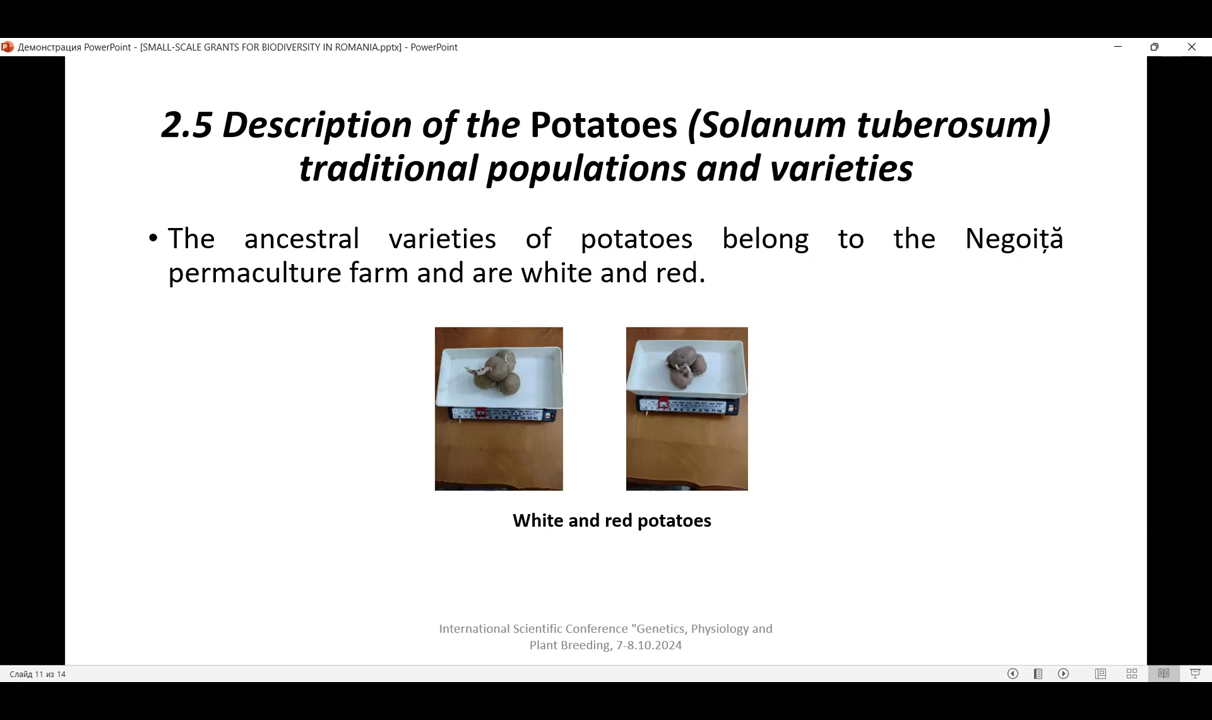 Демонстрация PowerPoint - [SMALL-SCALE GRANTS FOR BIODIVERSITY IN ROMANIA.pptx] - PowerPoint
2.5 Description of the Potatoes (Solanum tuberosum)
traditional populations and varieties
• The ancestral varieties of potatoes belong to the Negoiță
permaculture farm and are white and red.
White and red potatoes
International Scientific Conference "Genetics, Physiology and
Plant Breeding, 7-8.10.2024
Слайд 11 из 14